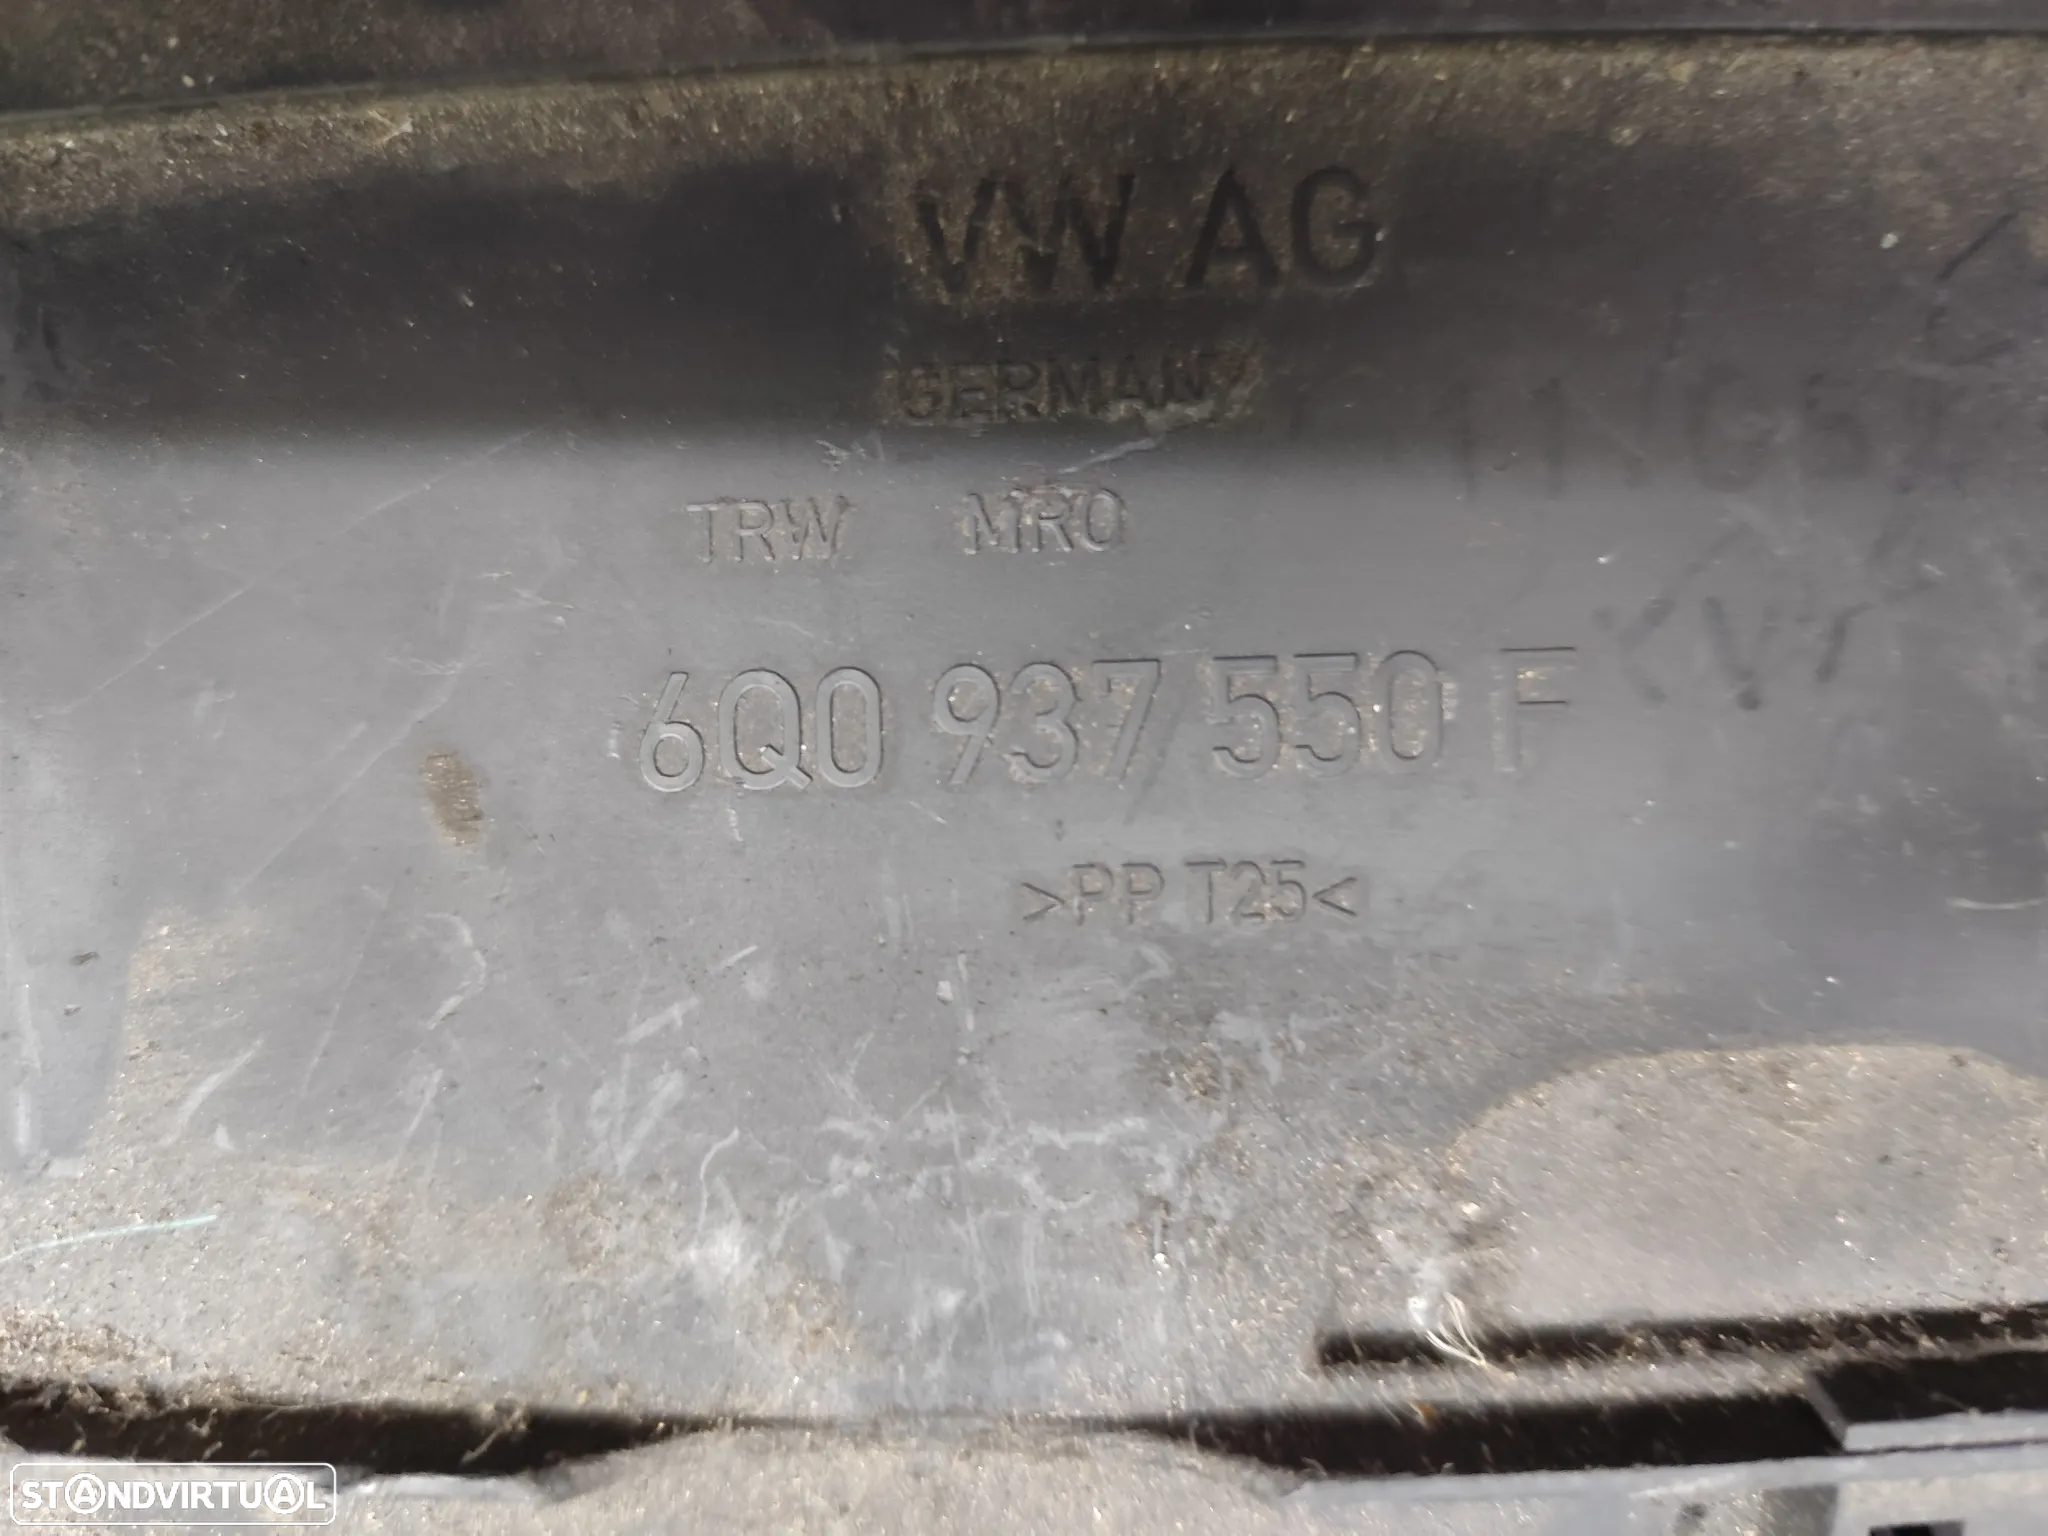 VW AG
GERMANY
TRW MRO
6Q0 937 550 F
>PP T25<
STANDVIRTUAL